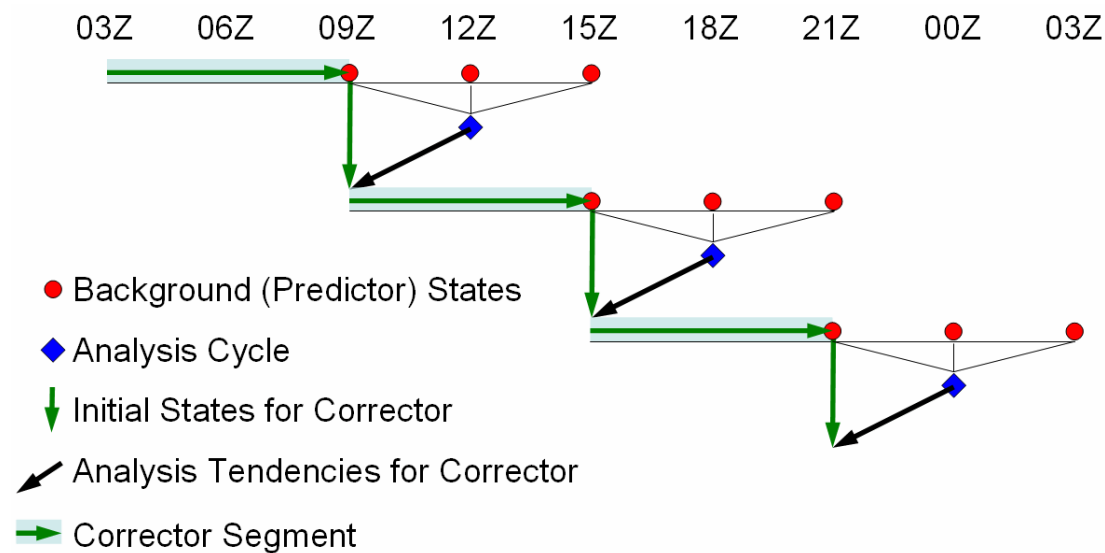 03Z 06Z 09Z 12Z 15Z 18Z 21Z 00Z 03Z
Background (Predictor) States
Analysis Cycle
Initial States for Corrector
Analysis Tendencies for Corrector
Corrector Segment